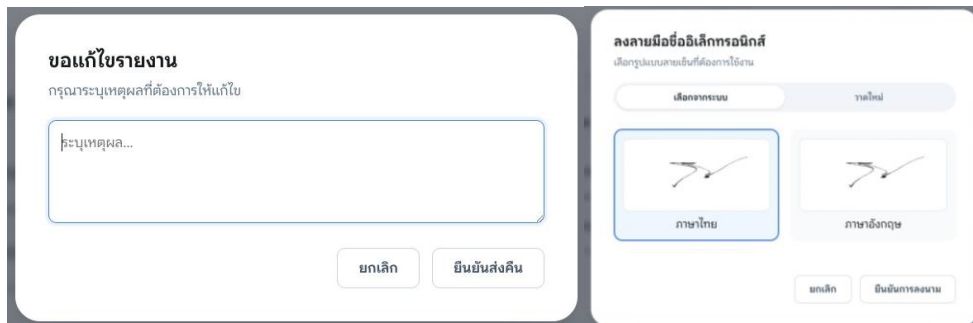 ขอแก้ไขรายงาน
กรุณาระบุเหตุผลที่ต้องการให้แก้ไข
ระบุเหตุผล...
ยกเลิก
ยืนยันส่งคืน
ลงลายมือชื่ออิเล็กทรอนิกส์
เลือกรูปแบบลายเซ็นที่ต้องการใช้งาน
เลือกจากระบบ
วาดใหม่
ภาษาไทย
ภาษาอังกฤษ
ยกเลิก
ยืนยันการลงนาม